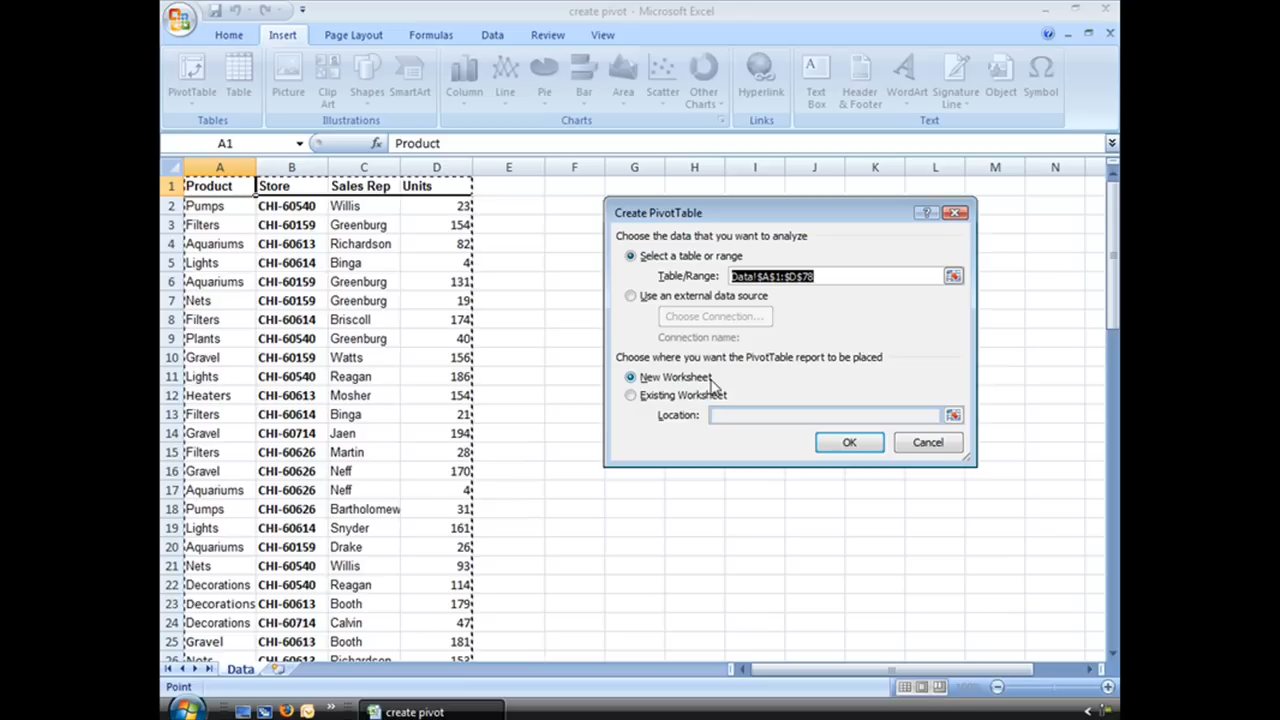 create pivot - Microsoft Excel
Home Insert Page Layout Formulas Data Review View
PivotTable Table Picture Clip Art Shapes SmartArt Column Line Pie Bar Area Scatter Other Charts Hyperlink Text Box Header & Footer WordArt Signature Line Object Symbol
Tables Illustrations Charts Links Text
A1 fx Product
A B C D E F G H I J K L M N
1 Product Store Sales Rep Units
2 Pumps CHI-60540 Willis 23
3 Filters CHI-60159 Greenburg 154
4 Aquariums CHI-60613 Richardson 82
5 Lights CHI-60614 Binga 4
6 Aquariums CHI-60159 Greenburg 131
7 Nets CHI-60159 Greenburg 19
8 Filters CHI-60614 Briscoll 174
9 Plants CHI-60540 Greenburg 40
10 Gravel CHI-60159 Watts 156
11 Lights CHI-60540 Reagan 186
12 Heaters CHI-60613 Mosher 154
13 Filters CHI-60614 Binga 21
14 Gravel CHI-60714 Jaen 194
15 Filters CHI-60626 Martin 28
16 Gravel CHI-60626 Neff 170
17 Aquariums CHI-60626 Neff 4
18 Pumps CHI-60626 Bartholomew 31
19 Lights CHI-60614 Snyder 161
20 Aquariums CHI-60159 Drake 26
21 Nets CHI-60540 Willis 93
22 Decorations CHI-60540 Reagan 114
23 Decorations CHI-60613 Booth 179
24 Decorations CHI-60714 Calvin 47
25 Gravel CHI-60613 Booth 181
26 Nets CHI-60613 Richardson 153
Create PivotTable
Choose the data that you want to analyze
Select a table or range
Table/Range: Data!$A$1:$D$78
Use an external data source
Choose Connection...
Connection name:
Choose where you want the PivotTable report to be placed
New Worksheet
Existing Worksheet
Location:
OK Cancel
Data
Point 100%
create pivot